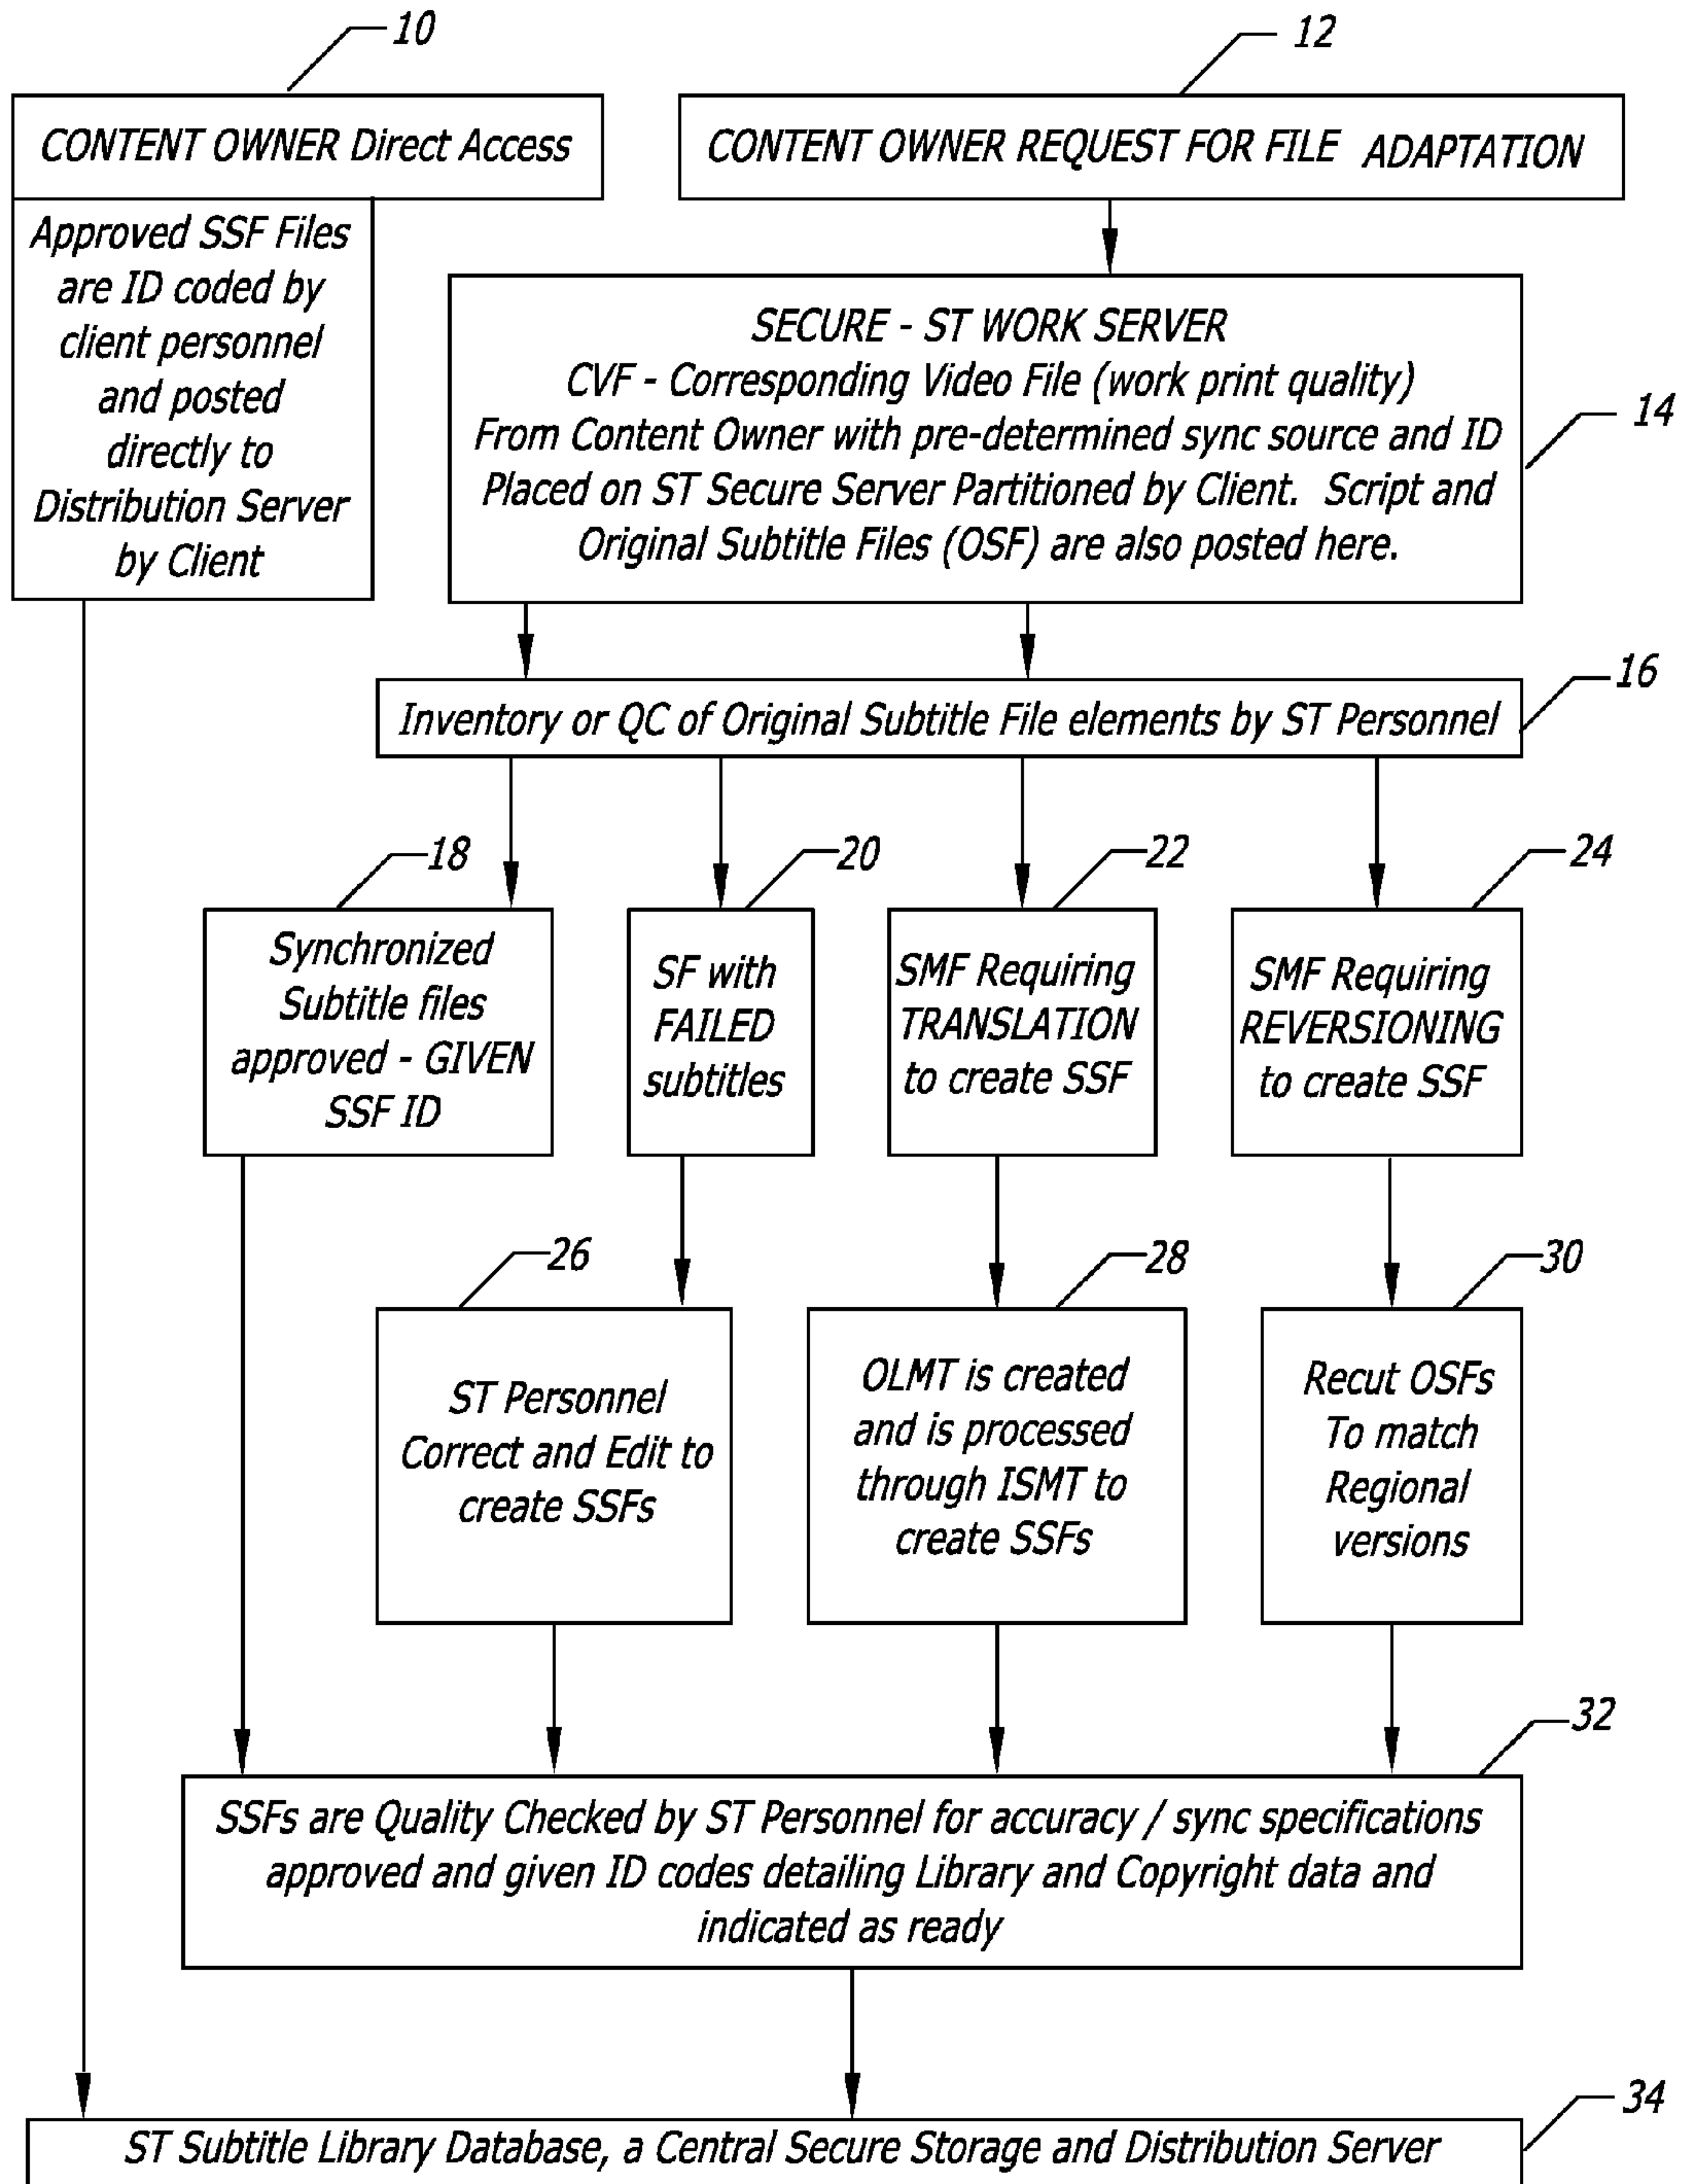 10
12
CONTENT OWNER Direct Access
CONTENT OWNER REQUEST FOR FILE ADAPTATION
Approved SSF Files
are ID coded by
client personnel
and posted
directly to
Distribution Server
by Client
SECURE - ST WORK SERVER
CVF - Corresponding Video File (work print quality)
From Content Owner with pre-determined sync source and ID
Placed on ST Secure Server Partitioned by Client. Script and
Original Subtitle Files (OSF) are also posted here.
14
16
Inventory or QC of Original Subtitle File elements by ST Personnel
18
20
22
24
Synchronized
Subtitle files
approved - GIVEN
SSF ID
SF with
FAILED
subtitles
SMF Requiring
TRANSLATION
to create SSF
SMF Requiring
REVERSIONING
to create SSF
26
28
30
ST Personnel
Correct and Edit to
create SSFs
OLMT is created
and is processed
through ISMT to
create SSFs
Recut OSFs
To match
Regional
versions
32
SSFs are Quality Checked by ST Personnel for accuracy / sync specifications
approved and given ID codes detailing Library and Copyright data and
indicated as ready
34
ST Subtitle Library Database, a Central Secure Storage and Distribution Server